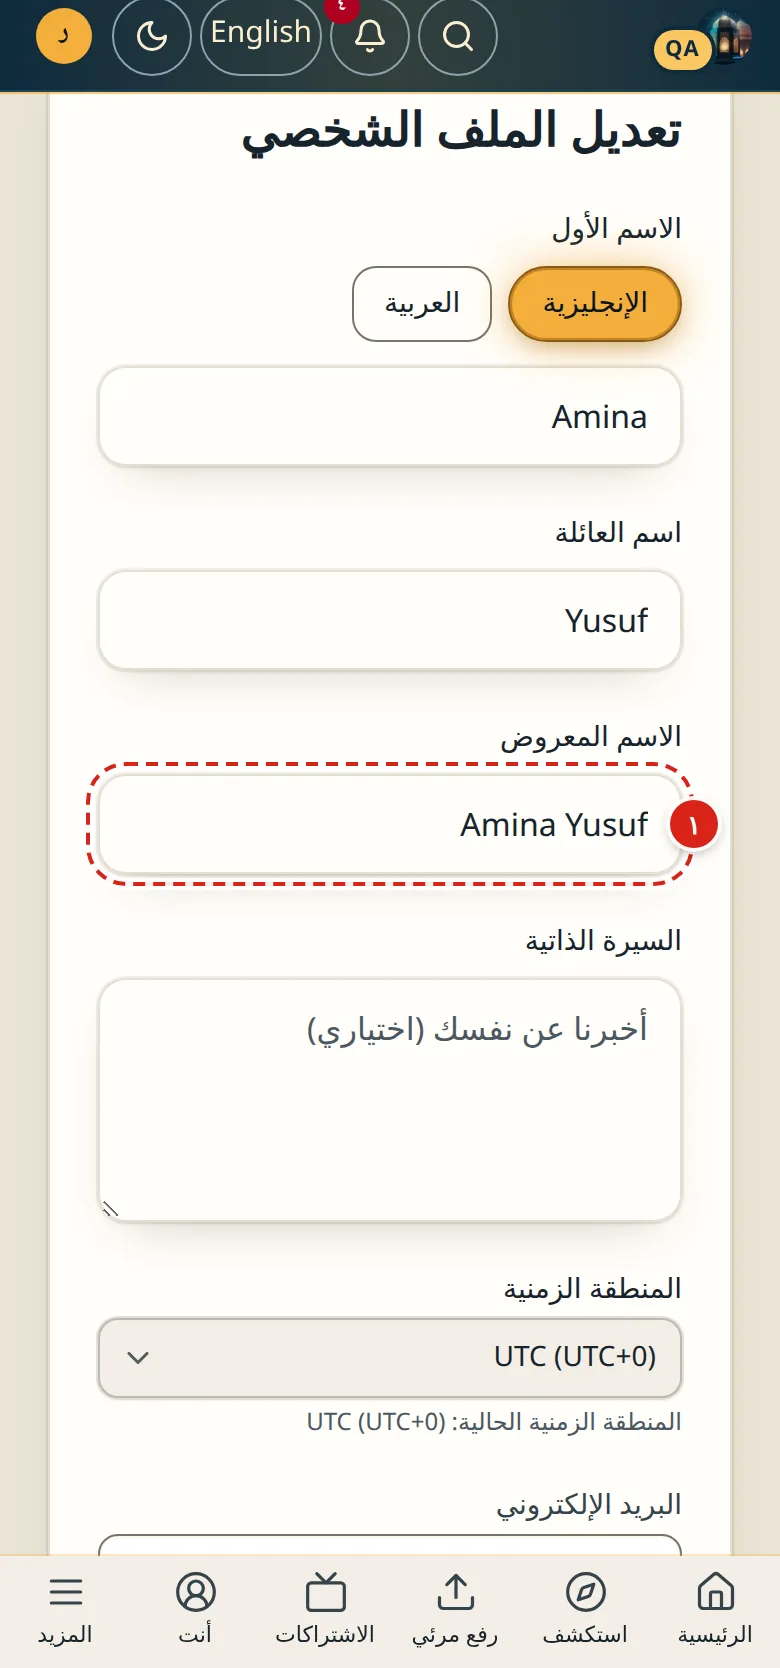 QA
٤
English
ر
تعديل الملف الشخصي
الاسم الأول
الإنجليزية
العربية
Amina
اسم العائلة
Yusuf
الاسم المعروض
Amina Yusuf
١
السيرة الذاتية
أخبرنا عن نفسك (اختياري)
المنطقة الزمنية
UTC (UTC+0)
المنطقة الزمنية الحالية: UTC (UTC+0)
البريد الإلكتروني
الرئيسية
استكشف
رفع مرئي
الاشتراكات
أنت
المزيد